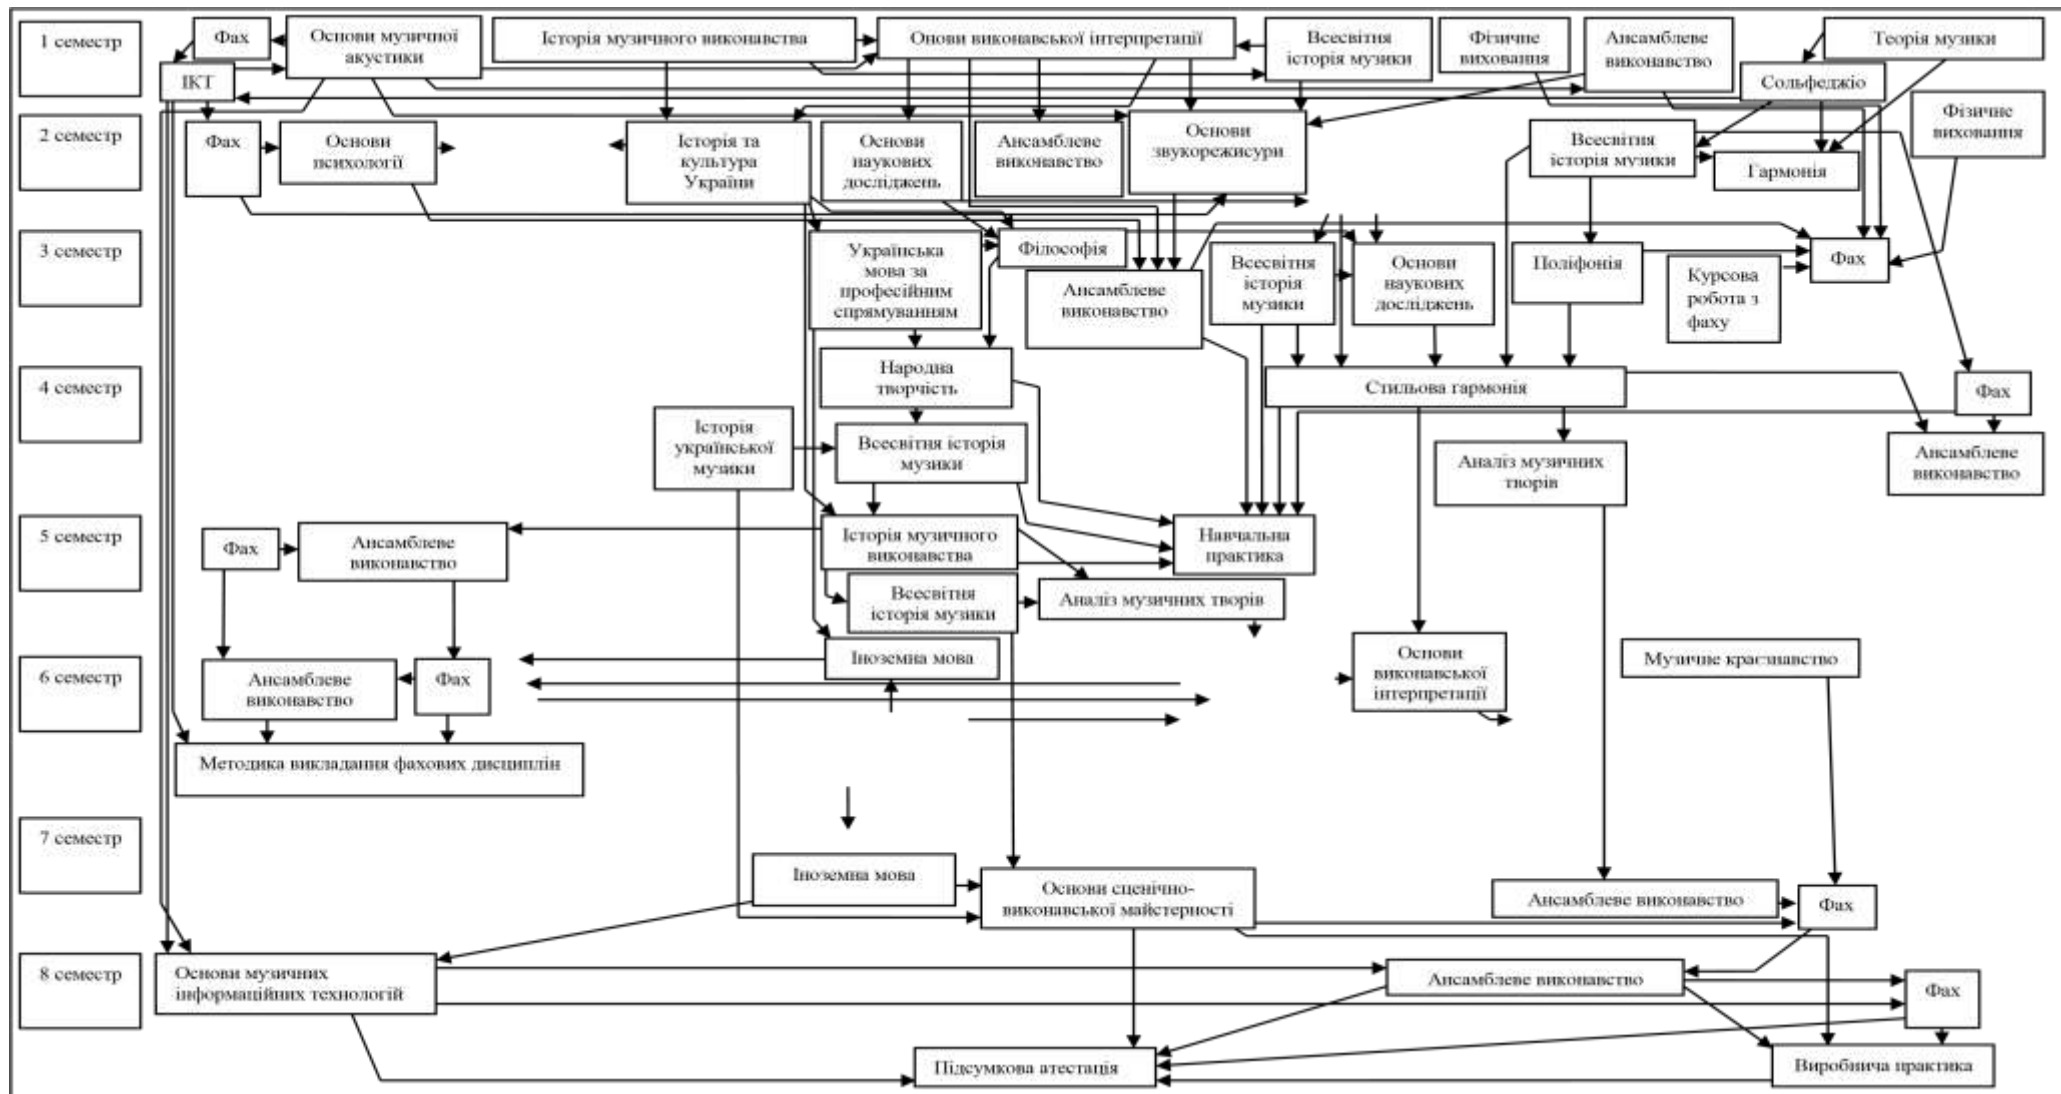 1 семестр
Фах
Основи музичної
акустики
Історія музичного виконавства
Онови виконавської інтерпретації
Всесвітня
історія музики
Фізичне
виховання
Ансамблеве
виконавство
Теорія музики
ІКТ
Сольфеджіо
2 семестр
Фах
Основи
психології
Історія та
культура
України
Основи
наукових
досліджень
Ансамблеве
виконавство
Основи
звукорежисури
Всесвітня
історія музики
Гармонія
Фізичне
виховання
3 семестр
Українська
мова за
професійним
спрямуванням
Філософія
Ансамблеве
виконавство
Всесвітня
історія
музики
Основи
наукових
досліджень
Поліфонія
Курсова
робота з
фаху
Фах
4 семестр
Народна
творчість
Стильова гармонія
Фах
Історія
української
музики
Всесвітня історія
музики
Аналіз музичних
творів
Ансамблеве
виконавство
5 семестр
Фах
Ансамблеве
виконавство
Історія музичного
виконавства
Навчальна
практика
Всесвітня
історія музики
Аналіз музичних творів
6 семестр
Ансамблеве
виконавство
Фах
Іноземна мова
Основи
виконавської
інтерпретації
Музичне краєзнавство
Методика викладання фахових дисциплін
7 семестр
Іноземна мова
Основи сценічно-
виконавської майстерності
Ансамблеве виконавство
Фах
8 семестр
Основи музичних
інформаційних технологій
Ансамблеве виконавство
Фах
Підсумкова атестація
Виробнича практика